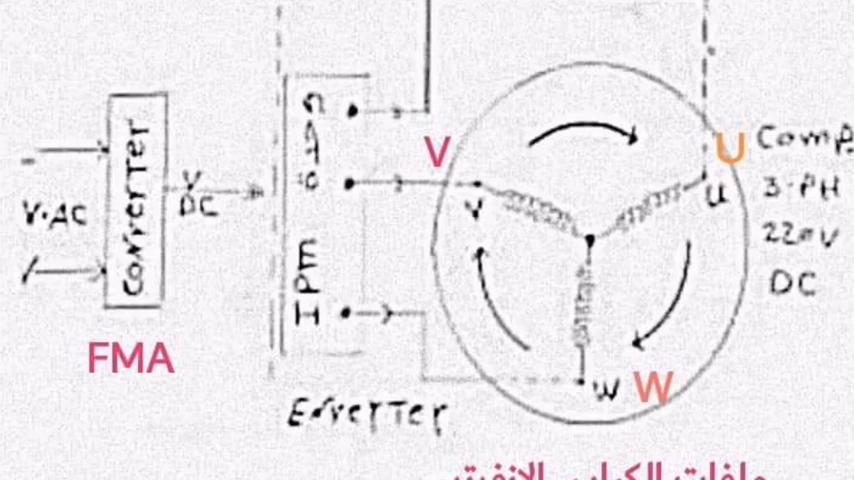 CONVERTER
V.AC
V
DC
FMA
IPM
Enverter
V
V
U
U
W
W
Comp.
3-PH
220V
DC